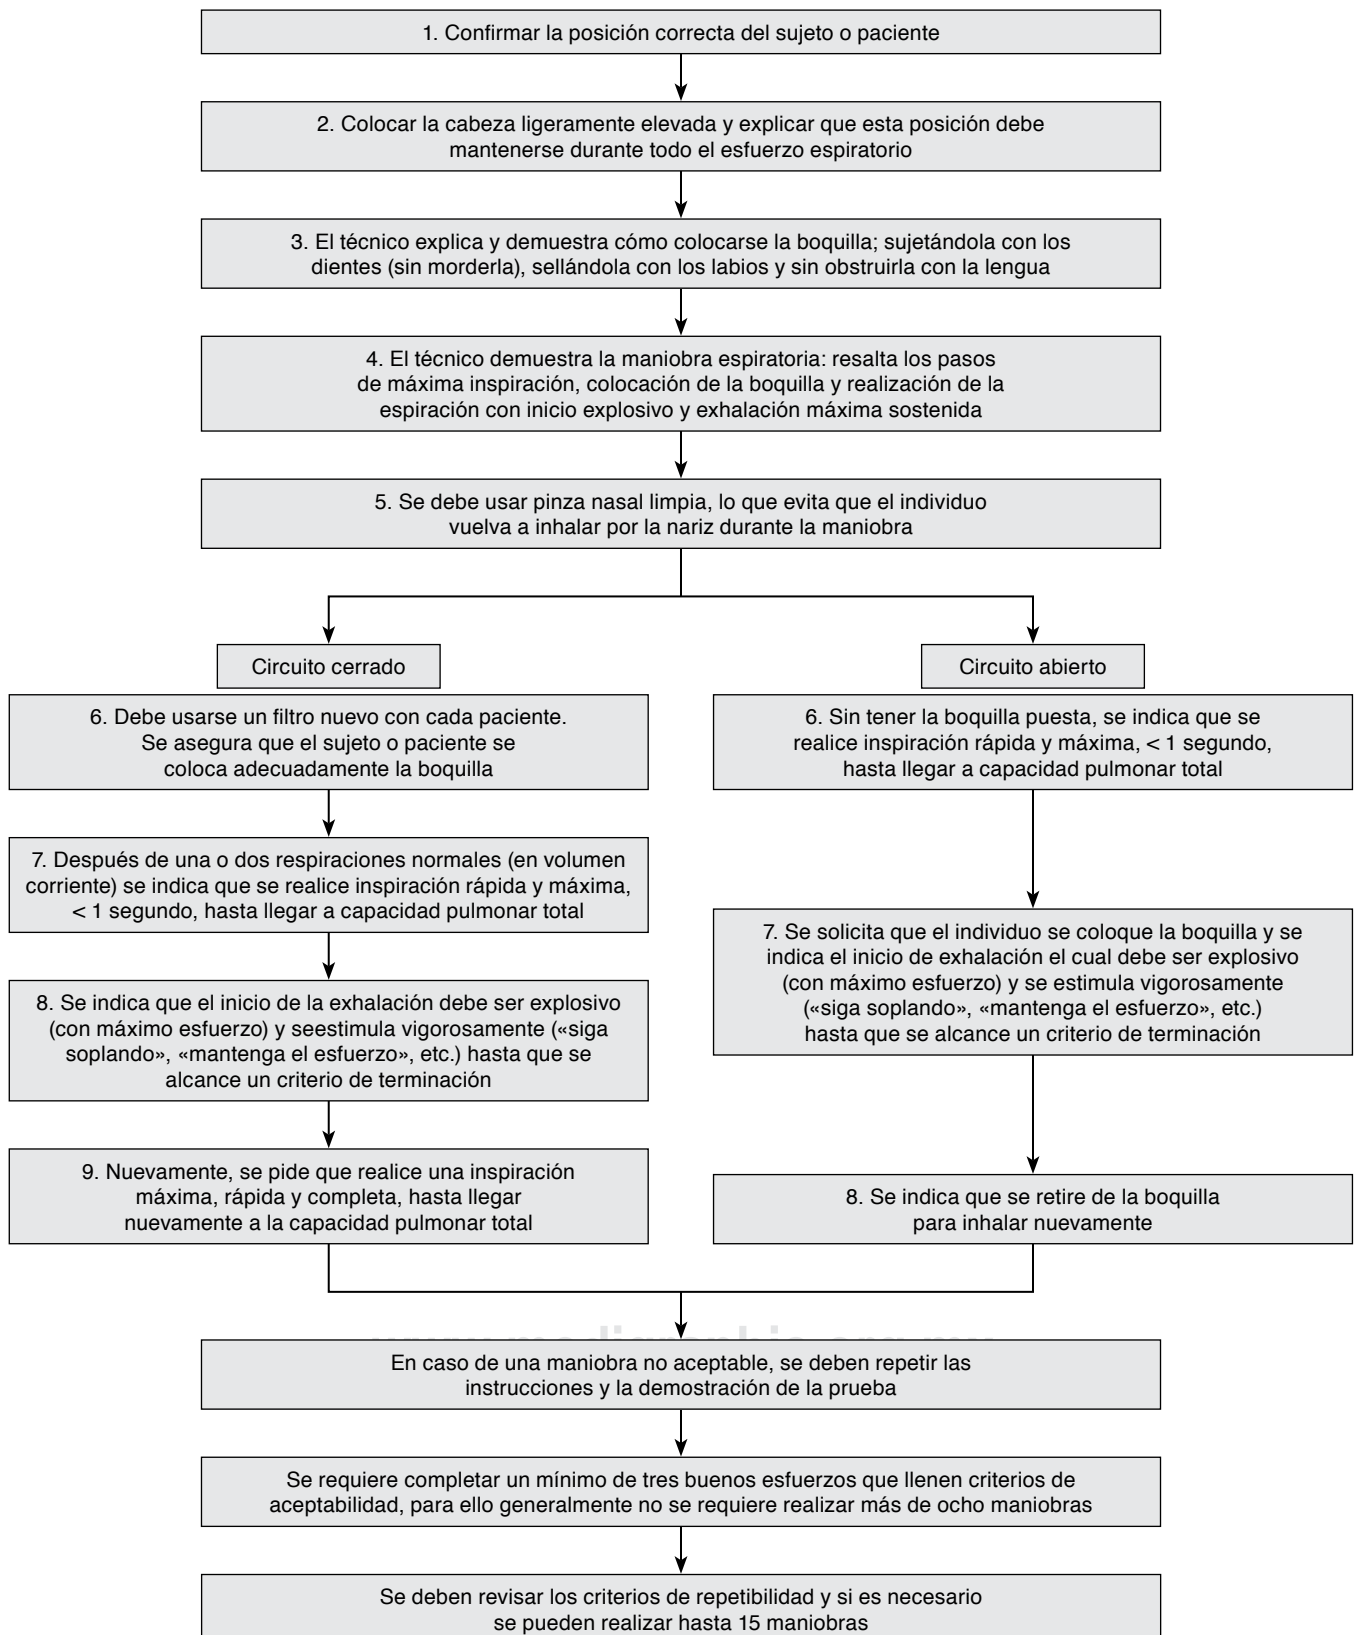 1. Confirmar la posición correcta del sujeto o paciente
2. Colocar la cabeza ligeramente elevada y explicar que esta posición debe
mantenerse durante todo el esfuerzo espiratorio
3. El técnico explica y demuestra cómo colocarse la boquilla; sujetándola con los
dientes (sin morderla), sellándola con los labios y sin obstruirla con la lengua
4. El técnico demuestra la maniobra espiratoria: resalta los pasos
de máxima inspiración, colocación de la boquilla y realización de la
espiración con inicio explosivo y exhalación máxima sostenida
5. Se debe usar pinza nasal limpia, lo que evita que el individuo
vuelva a inhalar por la nariz durante la maniobra
Circuito cerrado
6. Debe usarse un filtro nuevo con cada paciente.
Se asegura que el sujeto o paciente se
coloca adecuadamente la boquilla
7. Después de una o dos respiraciones normales (en volumen
corriente) se indica que se realice inspiración rápida y máxima,
< 1 segundo, hasta llegar a capacidad pulmonar total
8. Se indica que el inicio de la exhalación debe ser explosivo
(con máximo esfuerzo) y seestimula vigorosamente («siga
soplando», «mantenga el esfuerzo», etc.) hasta que se
alcance un criterio de terminación
9. Nuevamente, se pide que realice una inspiración
máxima, rápida y completa, hasta llegar
nuevamente a la capacidad pulmonar total
Circuito abierto
6. Sin tener la boquilla puesta, se indica que se
realice inspiración rápida y máxima, < 1 segundo,
hasta llegar a capacidad pulmonar total
7. Se solicita que el individuo se coloque la boquilla y se
indica el inicio de exhalación el cual debe ser explosivo
(con máximo esfuerzo) y se estimula vigorosamente
(«siga soplando», «mantenga el esfuerzo», etc.)
hasta que se alcance un criterio de terminación
8. Se indica que se retire de la boquilla
para inhalar nuevamente
En caso de una maniobra no aceptable, se deben repetir las
instrucciones y la demostración de la prueba
Se requiere completar un mínimo de tres buenos esfuerzos que llenen criterios de
aceptabilidad, para ello generalmente no se requiere realizar más de ocho maniobras
Se deben revisar los criterios de repetibilidad y si es necesario
se pueden realizar hasta 15 maniobras